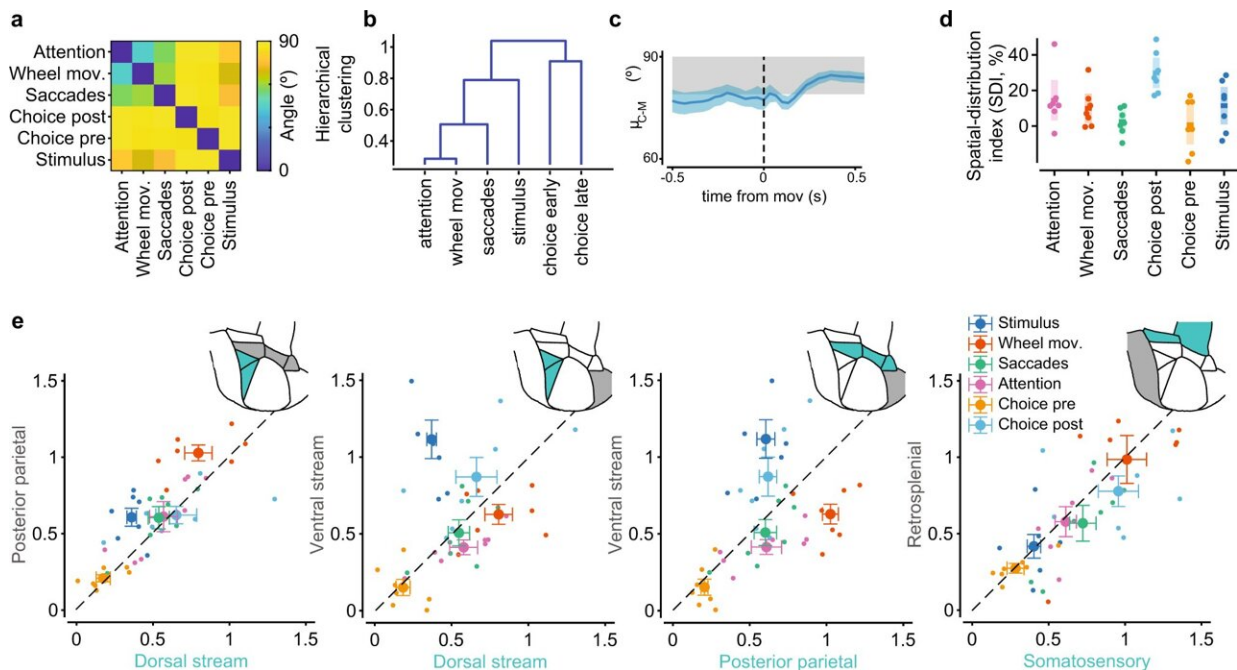 a
Attention
Wheel mov.
Saccades
Choice post
Choice pre
Stimulus
Attention
Wheel mov.
Saccades
Choice post
Choice pre
Stimulus
90
0
Angle (º)
b
Hierarchical
clustering
1
0.8
0.6
0.4
attention
wheel mov
saccades
stimulus
choice early
choice late
c
μC-M (º)
90
60
-0.5
0
0.5
time from mov (s)
d
Spatial-distribution
index (SDI, %)
40
20
0
Attention
Wheel mov.
Saccades
Choice post
Choice pre
Stimulus
e
Posterior parietal
1.5
1
0.5
0
0 0.5 1 1.5
Dorsal stream
Ventral stream
1.5
1
0.5
0
0 0.5 1 1.5
Dorsal stream
Ventral stream
1.5
1
0.5
0
0 0.5 1 1.5
Posterior parietal
Stimulus
Wheel mov.
Saccades
Attention
Choice pre
Choice post
Retrosplenial
1.5
1
0.5
0
0 0.5 1 1.5
Somatosensory